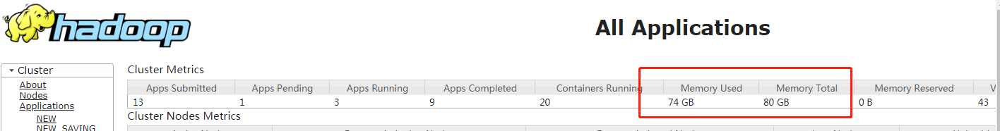 hadoop
All Applications
Cluster
About
Nodes
Applications
NEW
NEW_SAVING
Cluster Metrics
Apps Submitted Apps Pending Apps Running Apps Completed Containers Running Memory Used Memory Total Memory Reserved V
13 1 3 9 20 74 GB 80 GB 0 B 43
Cluster Nodes Metrics